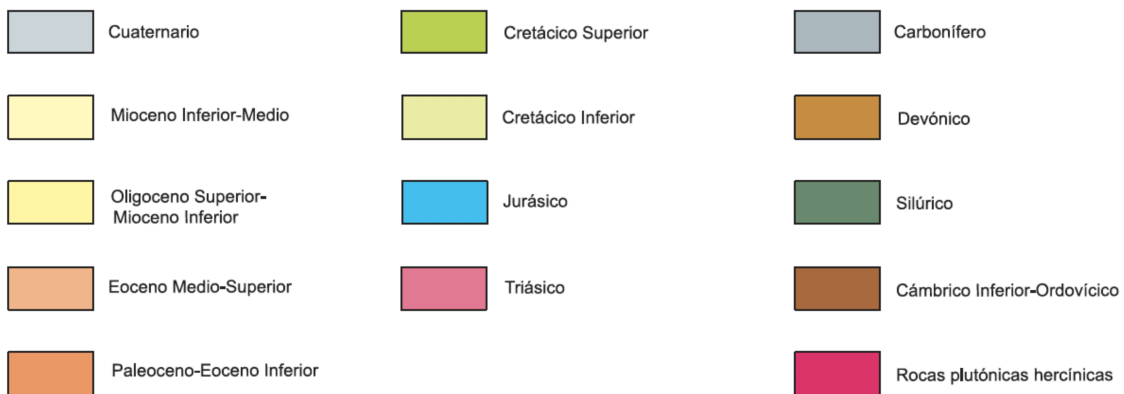 Cuaternario
Mioceno Inferior-Medio
Oligoceno Superior-
Mioceno Inferior
Eoceno Medio-Superior
Paleoceno-Eoceno Inferior
Cretácico Superior
Cretácico Inferior
Jurásico
Triásico
Carbonífero
Devónico
Silúrico
Cámbrico Inferior-Ordovícico
Rocas plutónicas hercínicas